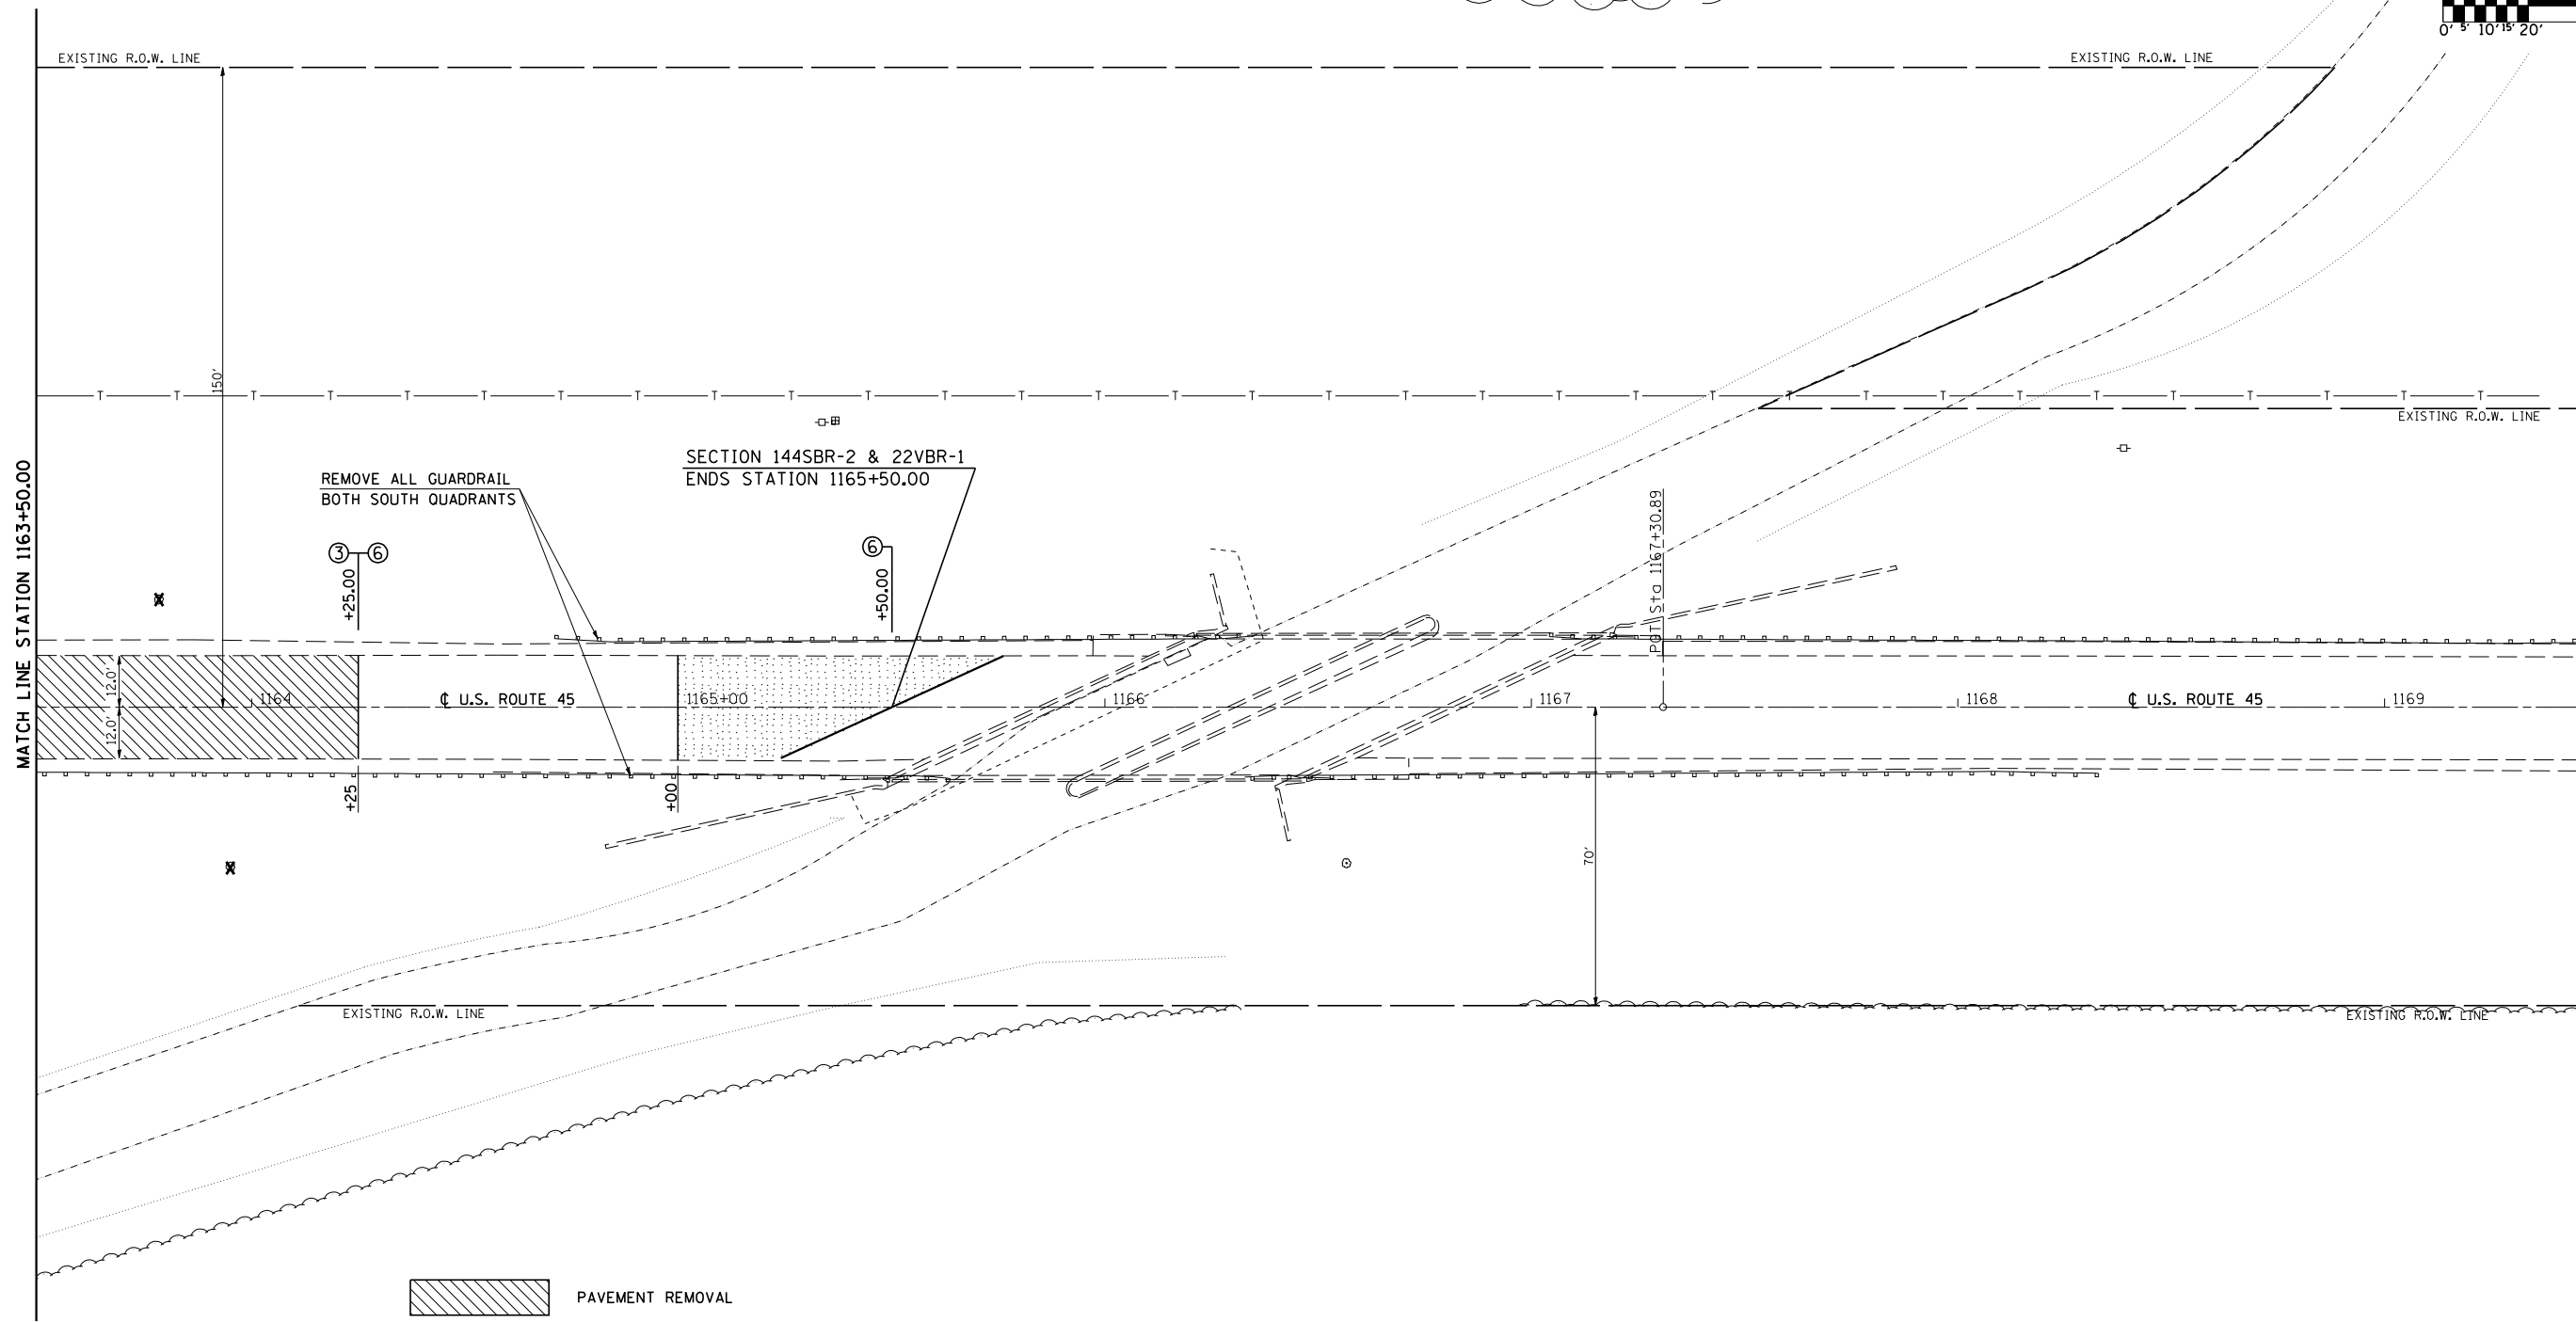 0' 5' 10' 15' 20'
EXISTING R.O.W. LINE
EXISTING R.O.W. LINE
150'
EXISTING R.O.W. LINE
MATCH LINE STATION 1163+50.00
REMOVE ALL GUARDRAIL
BOTH SOUTH QUADRANTS
SECTION 144SBR-2 & 22VBR-1
ENDS STATION 1165+50.00
3 6
+25.00
6
+50.00
POT Sta 1167+30.89
12.0'
12.0'
1164
℄ U.S. ROUTE 45
1165+00
1166
1167
1168
℄ U.S. ROUTE 45
1169
+25
+00
70'
EXISTING R.O.W. LINE
EXISTING R.O.W. LINE
PAVEMENT REMOVAL